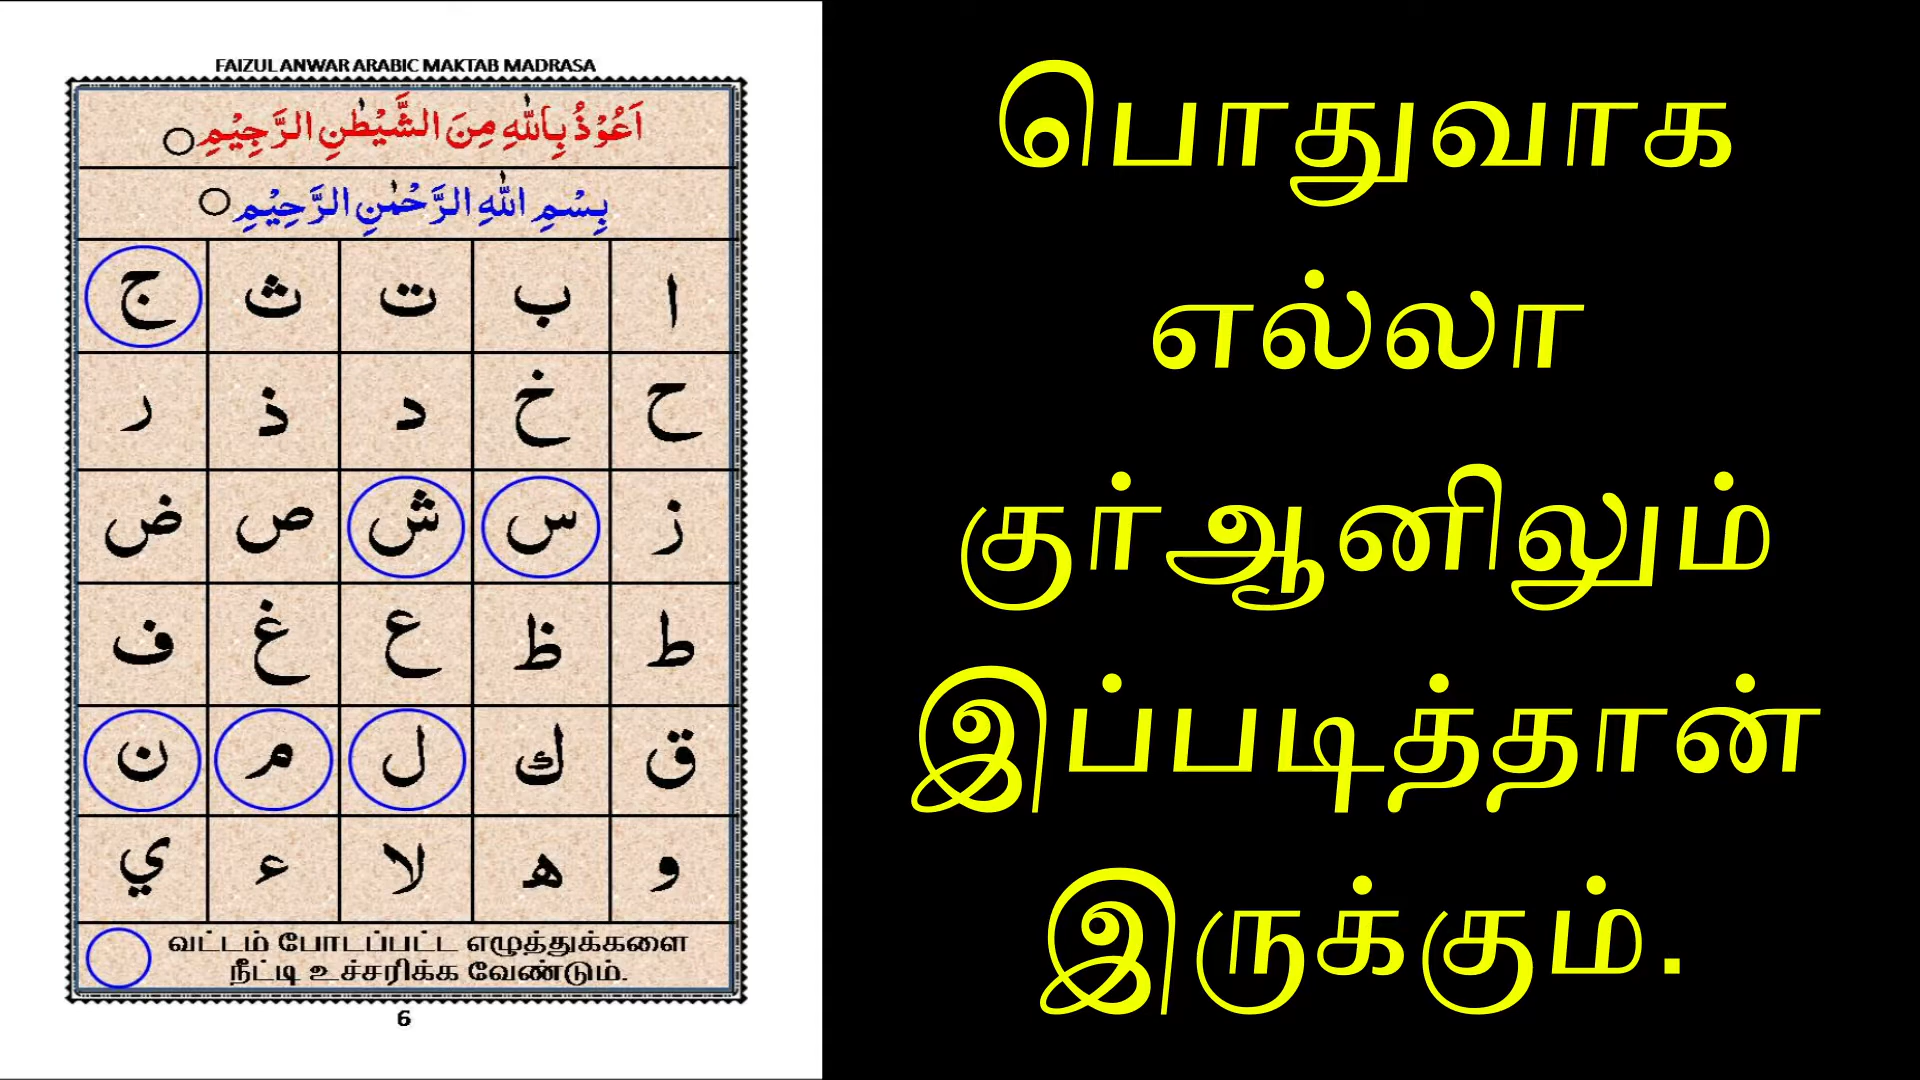 FAIZUL ANWAR ARABIC MAKTAB MADRASA
اَعُوْذُ بِاللّٰهِ مِنَ الشَّيْطٰنِ الرَّجِيْمِ ○
بِسْمِ اللّٰهِ الرَّحْمٰنِ الرَّحِيْمِ ○
ا ب ت ث ج
ح خ د ذ ر
ز س ش ص ض
ط ظ ع غ ف
ق ك ل م ن
و ه لا ء ي
வட்டம் போடப்பட்ட எழுத்துக்களை
நீட்டி உச்சரிக்க வேண்டும்.
6
பொதுவாக
எல்லா
குர்ஆனிலும்
இப்படித்தான்
இருக்கும்.